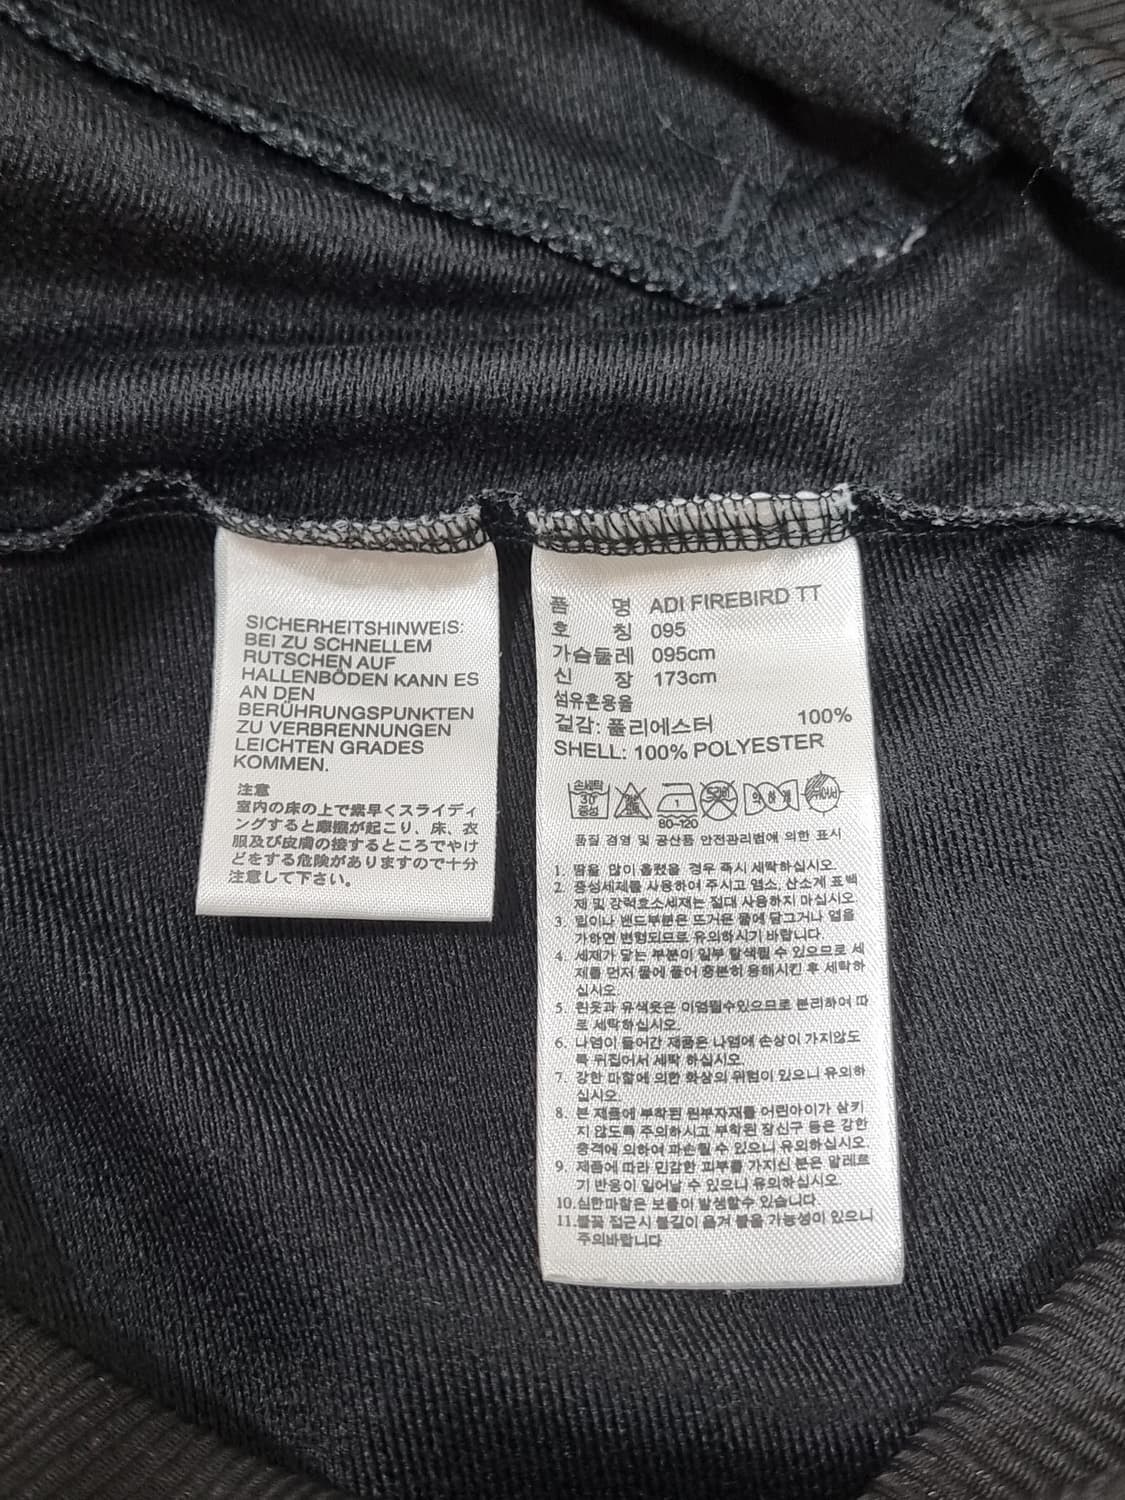 SICHERHEITSHINWEIS:
BEI ZU SCHNELLEM
RUTSCHEN AUF
HALLENBÖDEN KANN ES
AN DEN
BERÜHRUNGSPUNKTEN
ZU VERBRENNUNGEN
LEICHTEN GRADES
KOMMEN.
注意
室内の床の上で素早くスライディ
ングすると摩擦が起こり、床、衣
服及び皮膚の接するところでやけ
どをする危険がありますので十分
注意して下さい。
품 명 ADI FIREBIRD TT
호 칭 095
가슴둘레 095cm
신 장 173cm
섬유혼용율
겉감: 폴리에스터 100%
SHELL: 100% POLYESTER
손세탁
30
중성
80~120
품질 경영 및 공산품 안전관리법에 의한 표시
1. 땀을 많이 흘렸을 경우 즉시 세탁하십시오.
2. 중성세제를 사용하여 주시고 염소, 산소계 표백
제 및 강력효소세제는 절대 사용하지 마십시오.
3. 립이나 밴드부분은 뜨거운 물에 담그거나 열을
가하면 변형되므로 유의하시기 바랍니다.
4. 세제가 닿는 부분이 일부 탈색될 수 있으므로 세
제를 먼저 물에 풀어 충분히 용해시킨 후 세탁하
십시오.
5. 흰옷과 유색옷은 이염될수있으므로 분리하여 따
로 세탁하십시오.
6. 나염이 들어간 제품은 나염에 손상이 가지않도
록 뒤집어서 세탁 하십시오.
7. 강한 마찰에 의한 화상의 위험이 있으니 유의하
십시오.
8. 본 제품에 부착된 원부자재를 어린아이가 삼키
지 않도록 주의하시고 부착된 장신구 등은 강한
충격에 의하여 파손될 수 있으니 유의하십시오.
9. 제품에 따라 민감한 피부를 가지신 분은 알레르
기 반응이 일어날 수 있으니 유의하십시오.
10.심한마찰은 보풀이 발생할수 있습니다.
11.불꽃 접근시 불길이 옮겨 붙을 가능성이 있으니
주의바랍니다